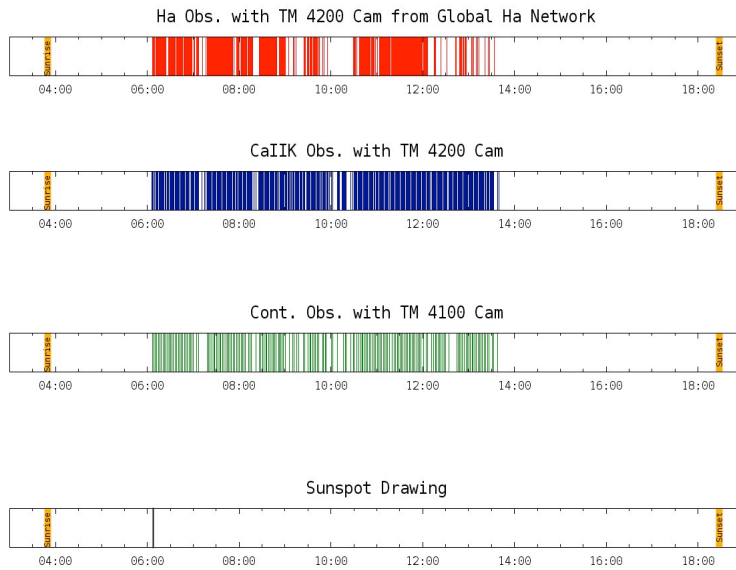 Ha Obs. with TM 4200 Cam from Global Ha Network
Sunrise Sunset
04:00 06:00 08:00 10:00 12:00 14:00 16:00 18:00
CaIIK Obs. with TM 4200 Cam
Sunrise Sunset
04:00 06:00 08:00 10:00 12:00 14:00 16:00 18:00
Cont. Obs. with TM 4100 Cam
Sunrise Sunset
04:00 06:00 08:00 10:00 12:00 14:00 16:00 18:00
Sunspot Drawing
Sunrise Sunset
04:00 06:00 08:00 10:00 12:00 14:00 16:00 18:00